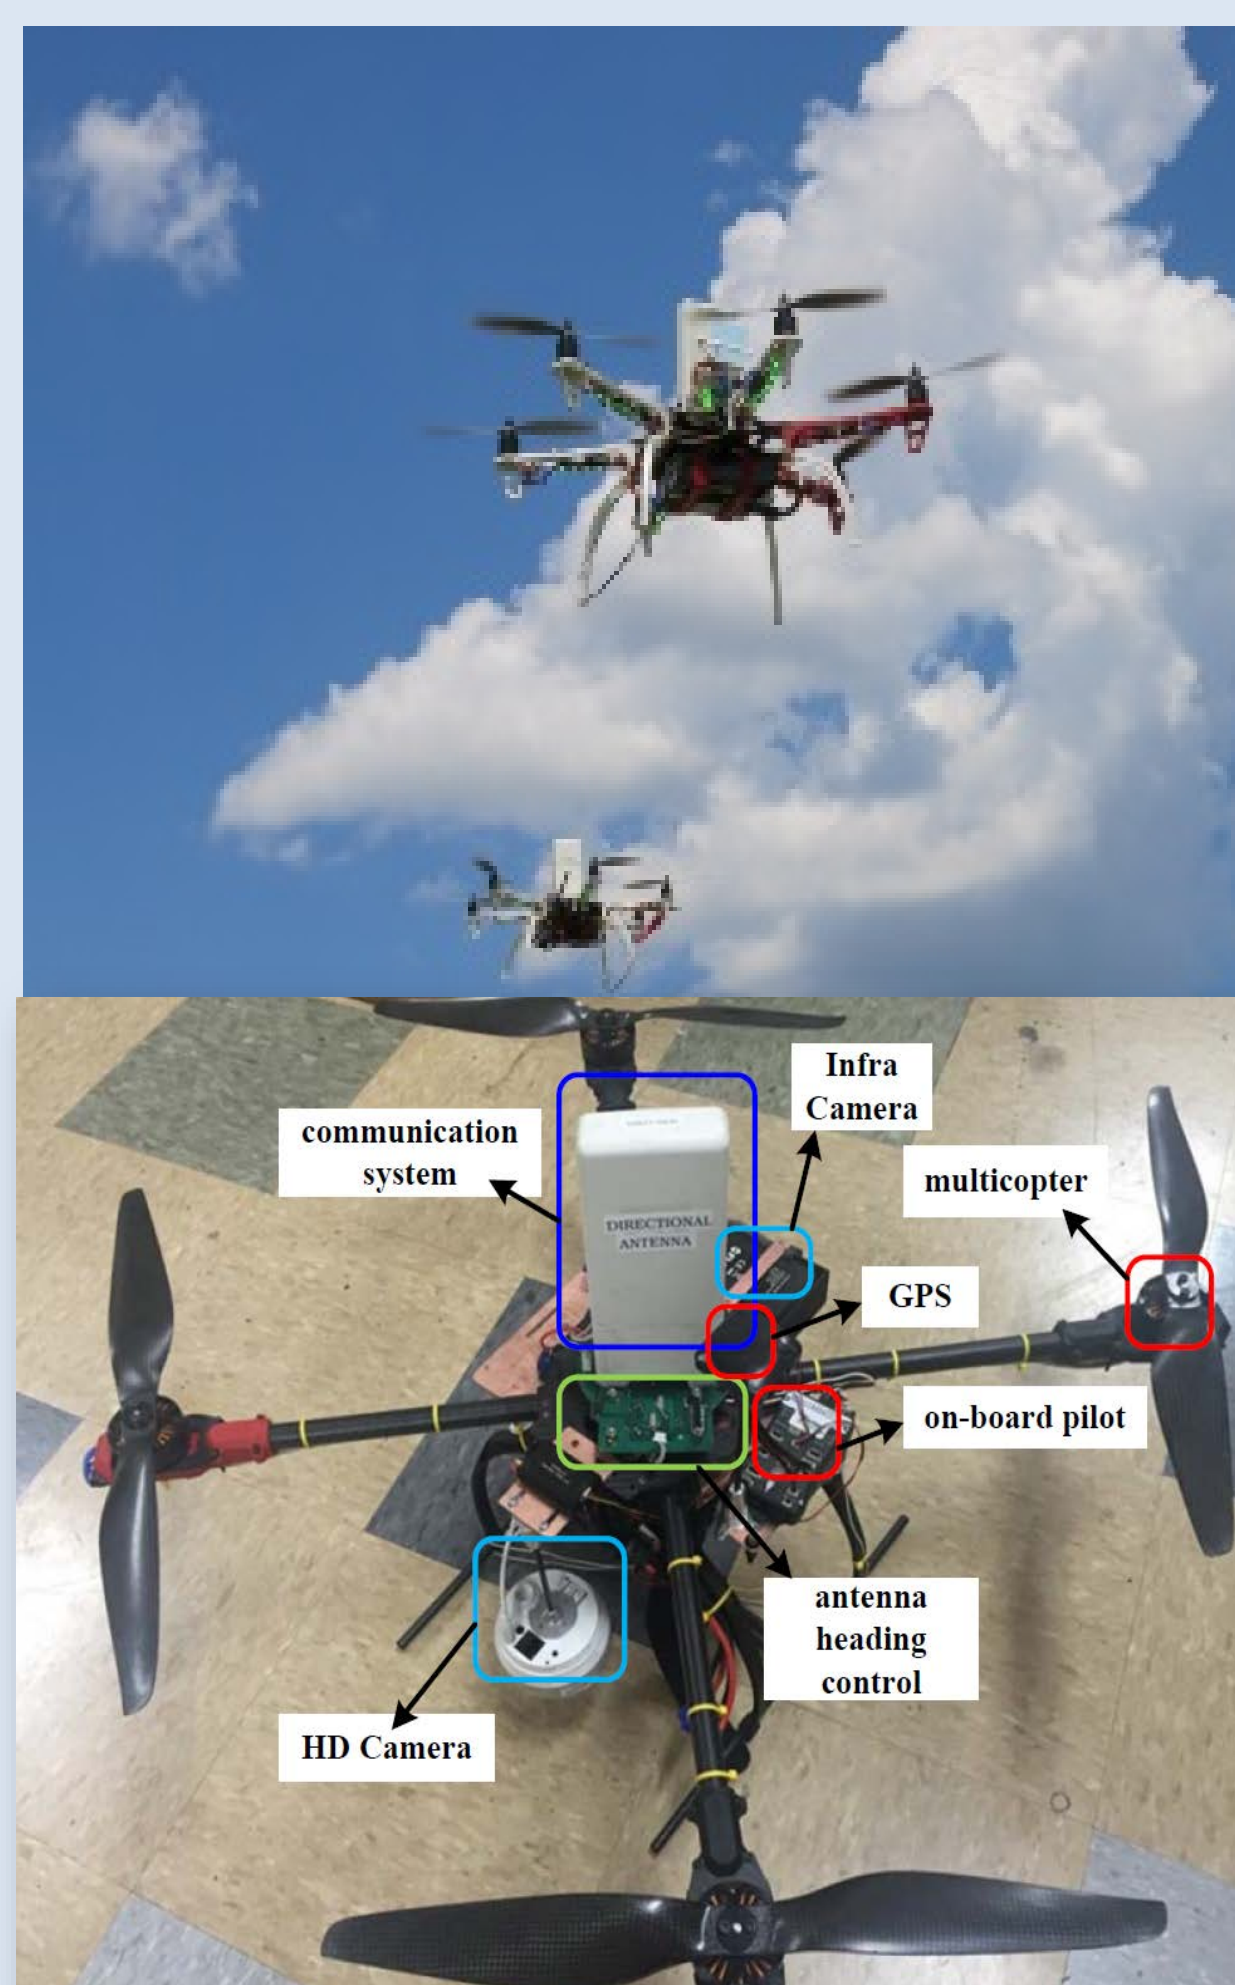 Infra
Camera
communication
system
multicopter
DIRECTIONAL
ANTENNA
GPS
on-board pilot
antenna
heading
control
HD Camera